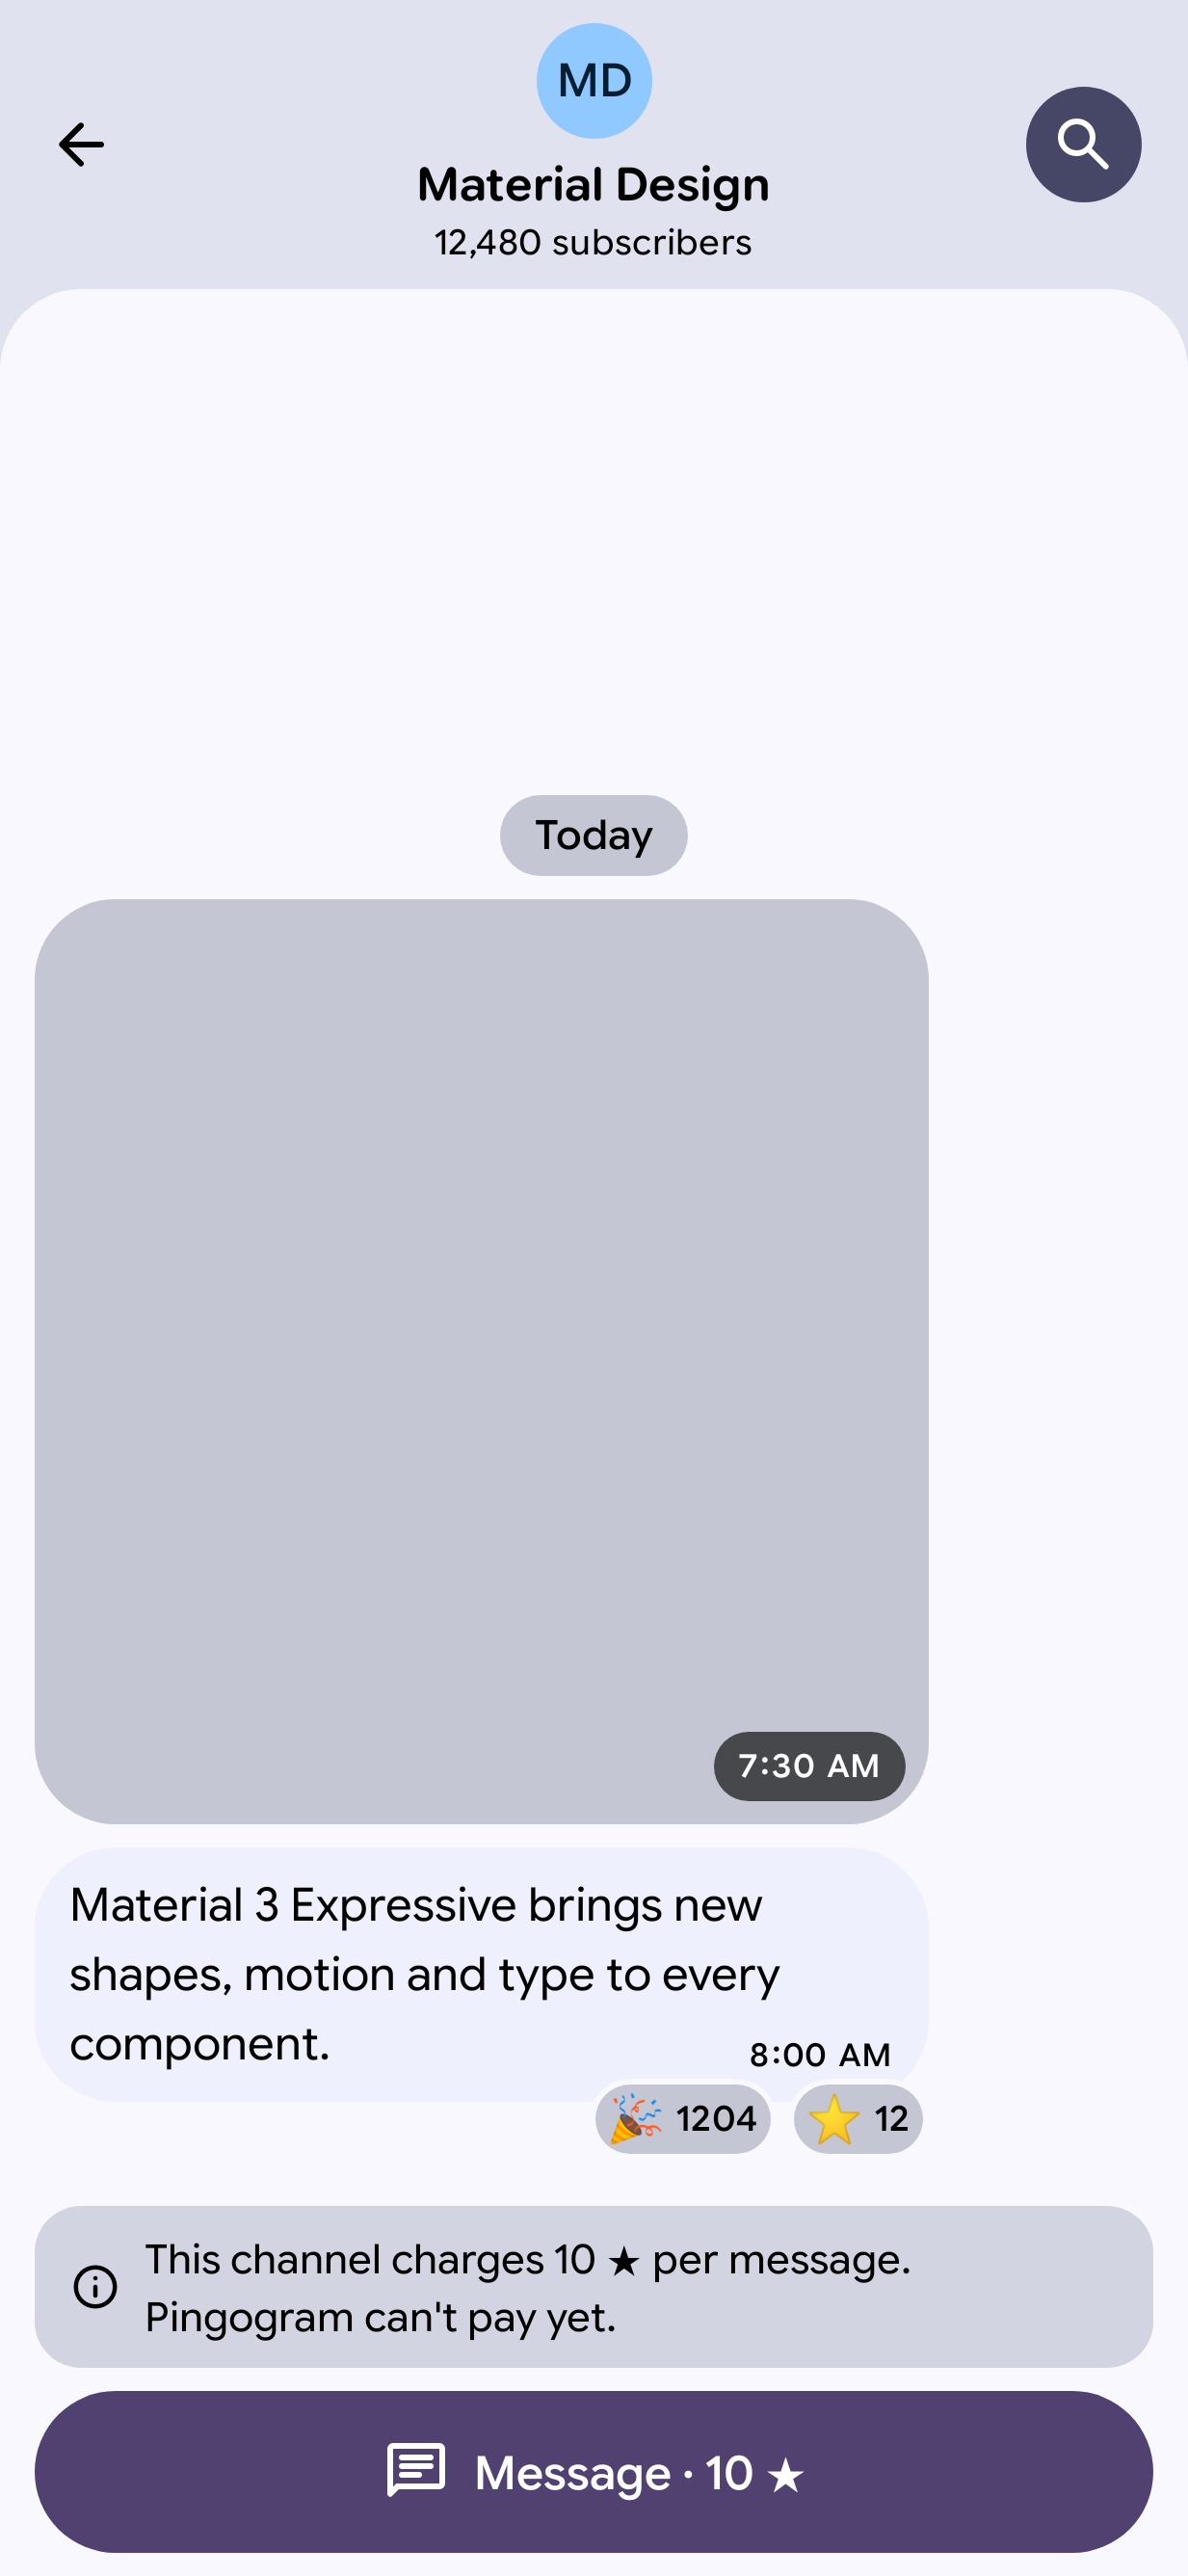 MD
Material Design
12,480 subscribers
Today
7:30 AM
Material 3 Expressive brings new
shapes, motion and type to every
component.
8:00 AM
🎉 1204
⭐ 12
This channel charges 10 ★ per message.
Pingogram can't pay yet.
Message · 10 ★